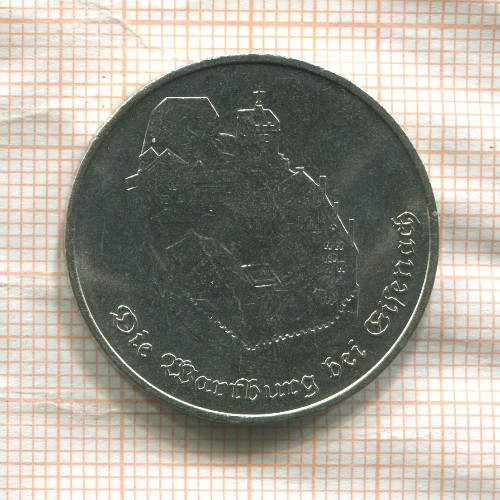 Die Wartburg bei Eisenach